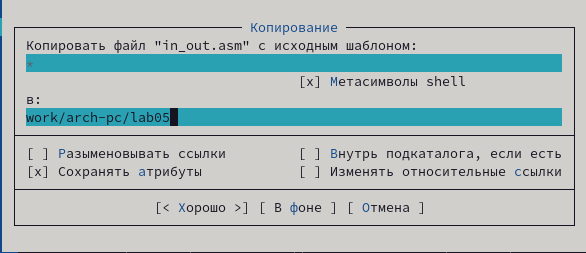 Копирование
Копировать файл "in_out.asm" с исходным шаблоном:
*
[x] Метасимволы shell
в:
work/arch-pc/lab05
[ ] Разыменовывать ссылки [ ] Внутрь подкаталога, если есть
[x] Сохранять атрибуты [ ] Изменять относительные ссылки
[< Хорошо >] [ В фоне ] [ Отмена ]